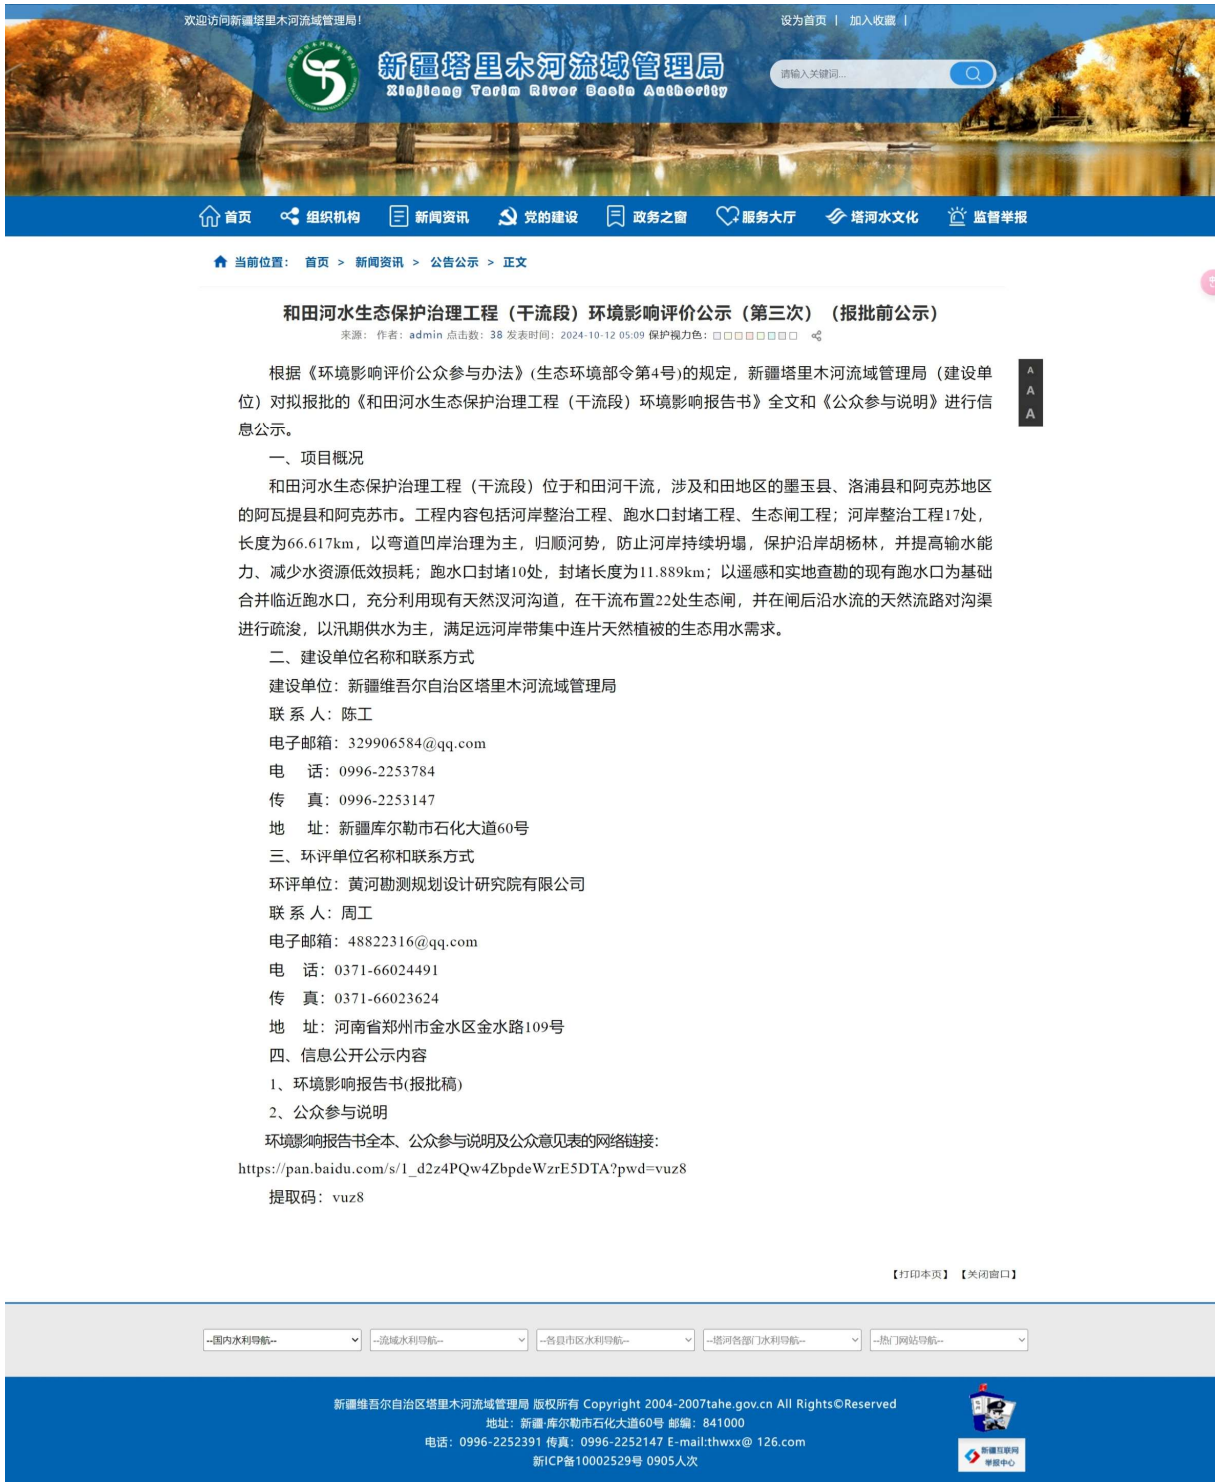 欢迎访问新疆塔里木河流域管理局！
设为首页 | 加入收藏 |
新疆塔里木河流域管理局
Xinjiang Tarim River Basin Authority
请输入关键词...
首页 组织机构 新闻资讯 党的建设 政务之窗 服务大厅 塔河水文化 监督举报
当前位置： 首页 > 新闻资讯 > 公告公示 > 正文
和田河水生态保护治理工程（干流段）环境影响评价公示（第三次）（报批前公示）
来源： 作者：admin 点击数：38 发表时间：2024-10-12 05:09 保护视力色：
根据《环境影响评价公众参与办法》(生态环境部令第4号)的规定，新疆塔里木河流域管理局（建设单
位）对拟报批的《和田河水生态保护治理工程（干流段）环境影响报告书》全文和《公众参与说明》进行信
息公示。
一、项目概况
和田河水生态保护治理工程（干流段）位于和田河干流，涉及和田地区的墨玉县、洛浦县和阿克苏地区
的阿瓦提县和阿克苏市。工程内容包括河岸整治工程、跑水口封堵工程、生态闸工程；河岸整治工程17处，
长度为66.617km，以弯道凹岸治理为主，归顺河势，防止河岸持续坍塌，保护沿岸胡杨林，并提高输水能
力、减少水资源低效损耗；跑水口封堵10处，封堵长度为11.889km；以遥感和实地查勘的现有跑水口为基础
合并临近跑水口，充分利用现有天然汊河沟道，在干流布置22处生态闸，并在闸后沿水流的天然流路对沟渠
进行疏浚，以汛期供水为主，满足远河岸带集中连片天然植被的生态用水需求。
二、建设单位名称和联系方式
建设单位：新疆维吾尔自治区塔里木河流域管理局
联 系 人：陈工
电子邮箱：329906584@qq.com
电 话：0996-2253784
传 真：0996-2253147
地 址：新疆库尔勒市石化大道60号
三、环评单位名称和联系方式
环评单位：黄河勘测规划设计研究院有限公司
联 系 人：周工
电子邮箱：48822316@qq.com
电 话：0371-66024491
传 真：0371-66023624
地 址：河南省郑州市金水区金水路109号
四、信息公开公示内容
1、环境影响报告书(报批稿)
2、公众参与说明
环境影响报告书全本、公众参与说明及公众意见表的网络链接：
https://pan.baidu.com/s/1_d2z4PQw4ZbpdeWzrE5DTA?pwd=vuz8
提取码：vuz8
A
A
A
【打印本页】 【关闭窗口】
--国内水利导航-- --流域水利导航-- --各县市区水利导航-- --塔河各部门水利导航-- --热门网站导航--
新疆维吾尔自治区塔里木河流域管理局 版权所有 Copyright 2004-2007tahe.gov.cn All Rights©Reserved
地址：新疆·库尔勒市石化大道60号 邮编：841000
电话：0996-2252391 传真：0996-2252147 E-mail:thwxx@ 126.com
新ICP备10002529号 0905人次
新疆互联网
举报中心